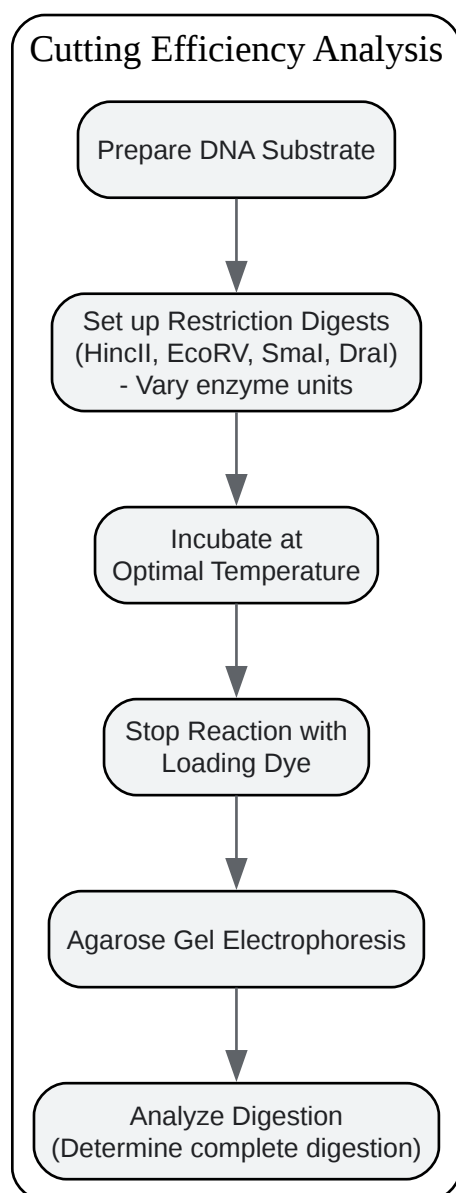 Cutting Efficiency Analysis
Prepare DNA Substrate
Set up Restriction Digests
(HincII, EcoRV, SmaI, DraI)
- Vary enzyme units
Incubate at
Optimal Temperature
Stop Reaction with
Loading Dye
Agarose Gel Electrophoresis
Analyze Digestion
(Determine complete digestion)